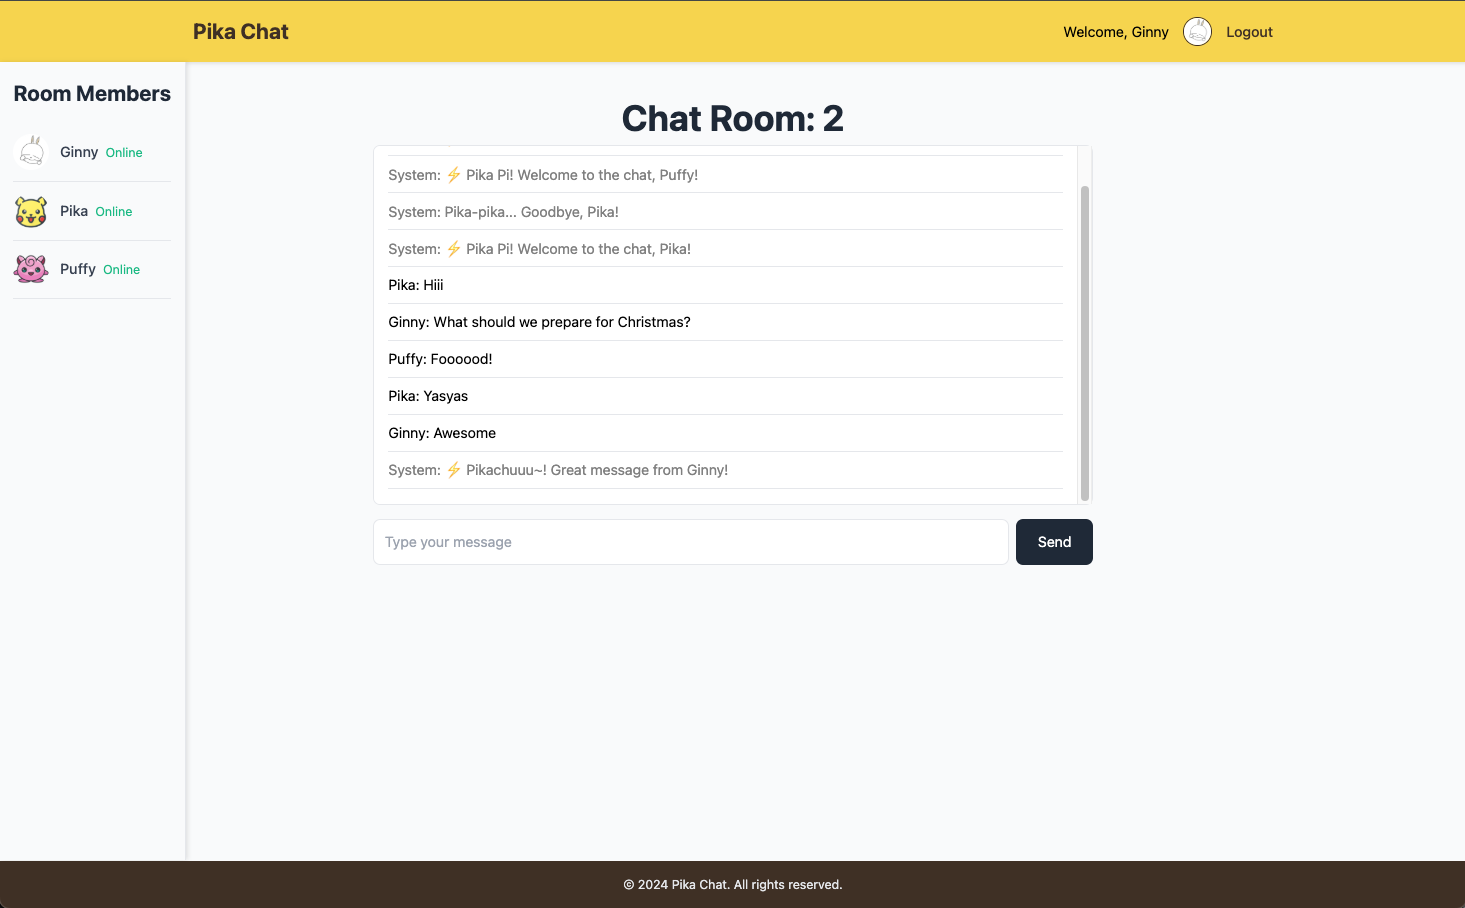 Pika Chat
Welcome, Ginny
Logout
Room Members
Ginny Online
Pika Online
Puffy Online
Chat Room: 2
System: ⚡ Pika Pi! Welcome to the chat, Puffy!
System: Pika-pika... Goodbye, Pika!
System: ⚡ Pika Pi! Welcome to the chat, Pika!
Pika: Hiii
Ginny: What should we prepare for Christmas?
Puffy: Foooood!
Pika: Yasyas
Ginny: Awesome
System: ⚡ Pikachuuu~! Great message from Ginny!
Type your message
Send
© 2024 Pika Chat. All rights reserved.